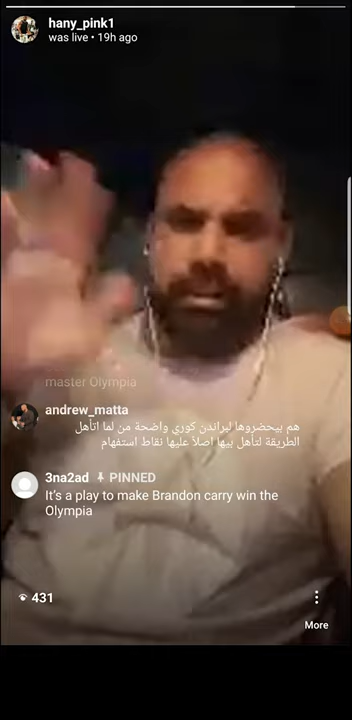 hany_pink1
was live • 19h ago
master Olympia
andrew_matta
هم بيحضروها لبراندن كوري واضحة من لما اتأهل
الطريقة لتأهل بيها اصلاً عليها نقاط استفهام
3na2ad PINNED
It's a play to make Brandon carry win the
Olympia
431
More